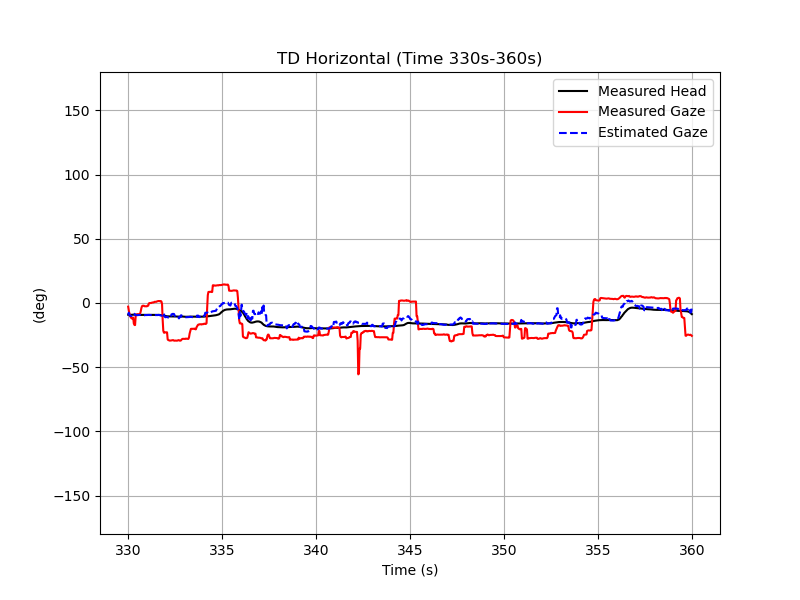 TD Horizontal (Time 330s-360s)
Measured Head
Measured Gaze
Estimated Gaze
150
100
50
0
−50
−100
−150
(deg)
330 335 340 345 350 355 360
Time (s)